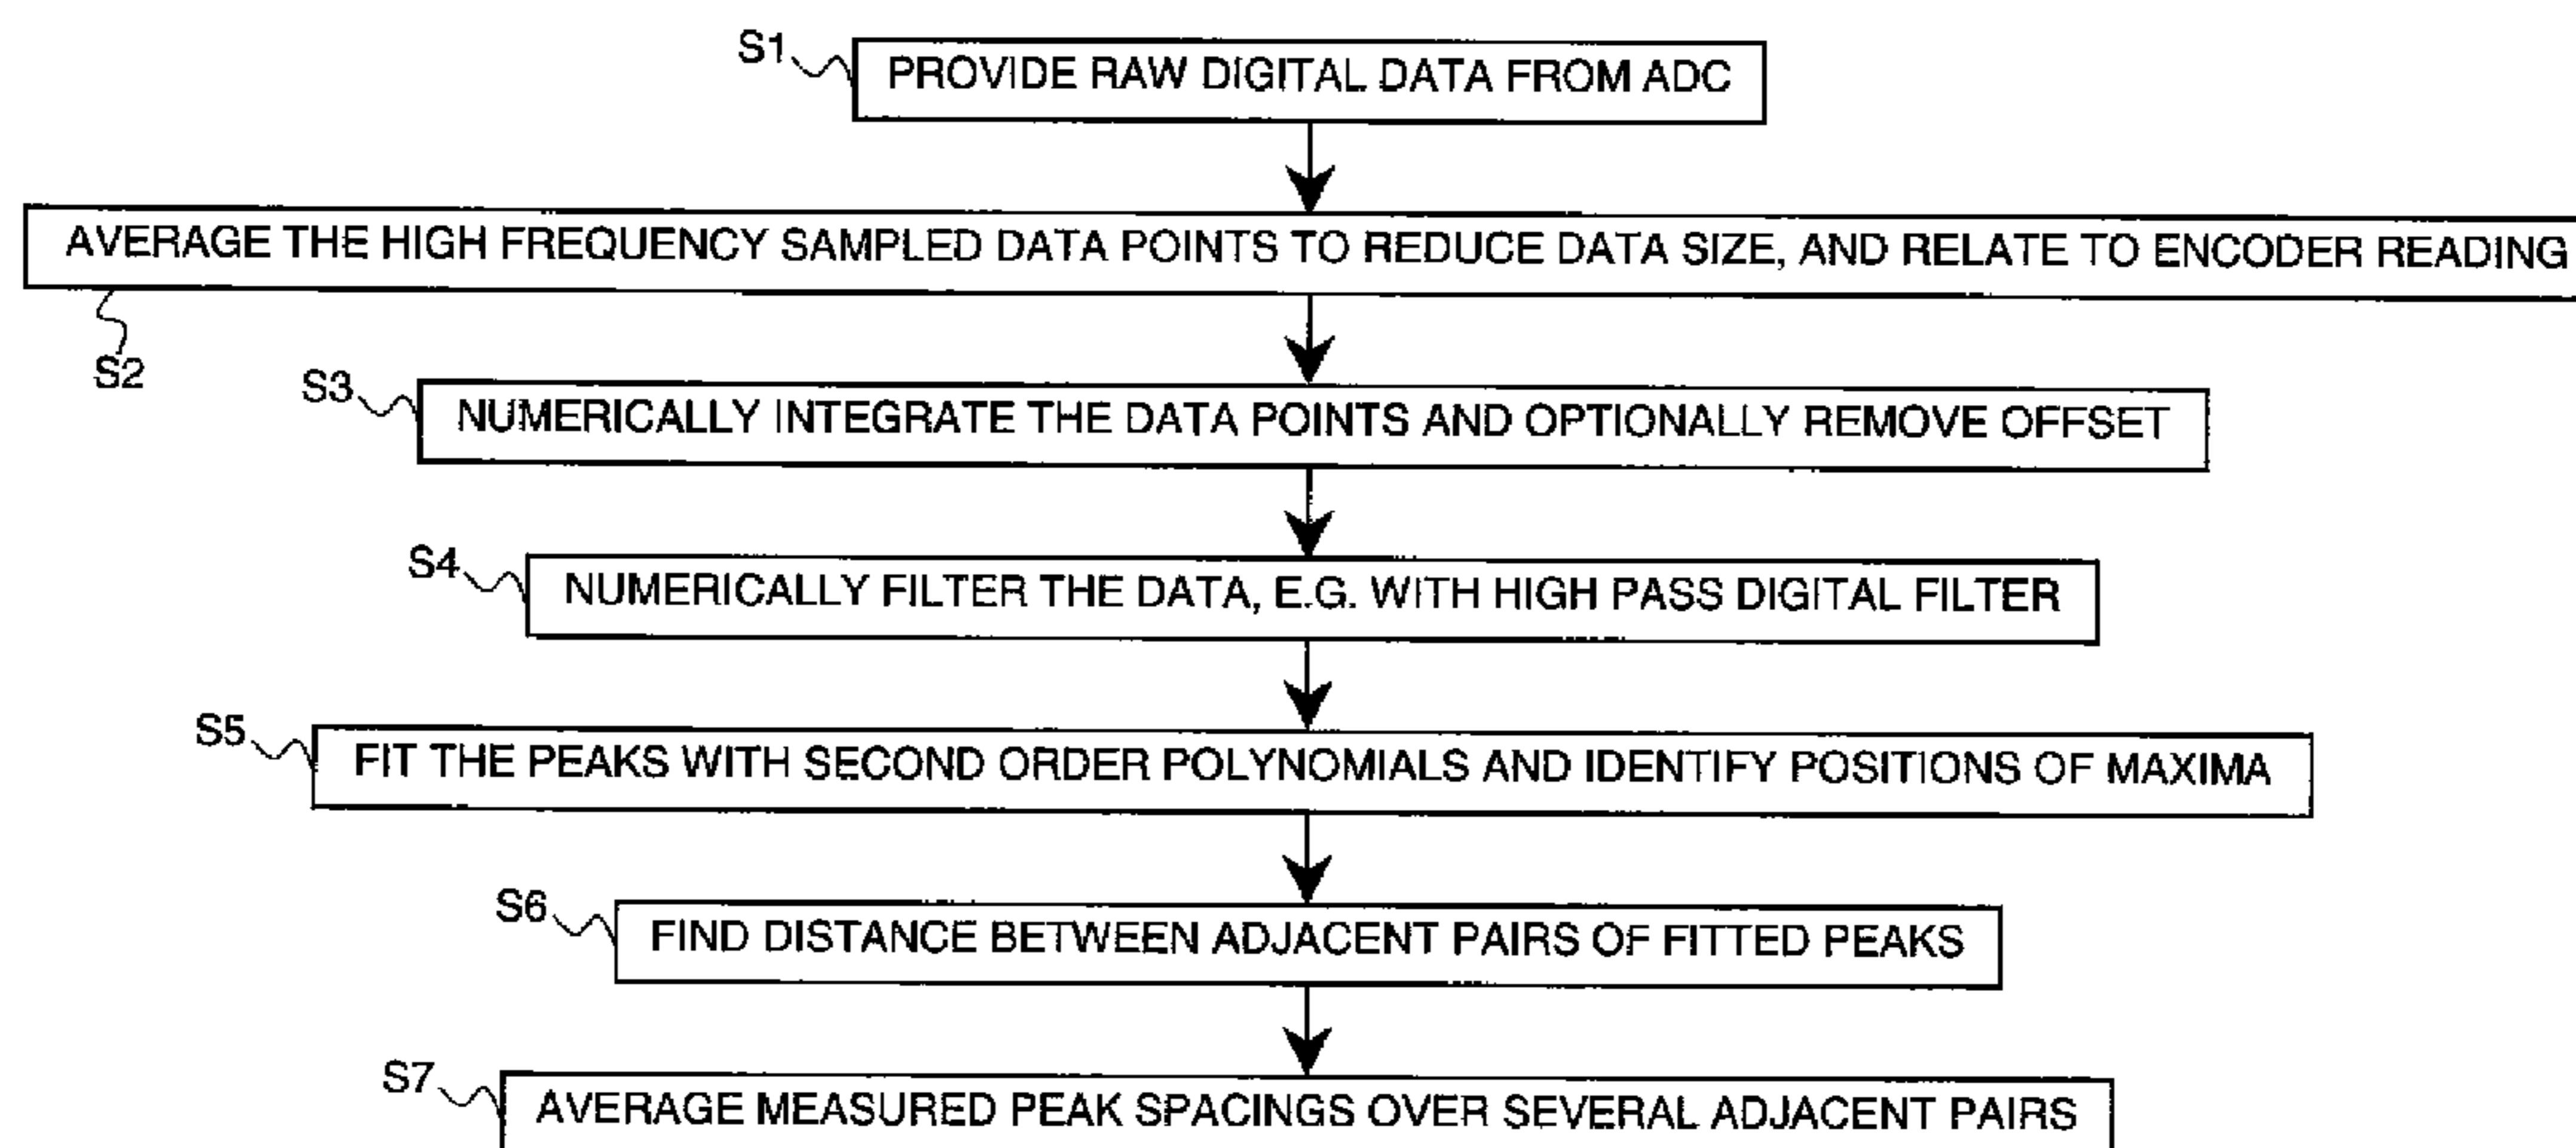 S1
PROVIDE RAW DIGITAL DATA FROM ADC
AVERAGE THE HIGH FREQUENCY SAMPLED DATA POINTS TO REDUCE DATA SIZE, AND RELATE TO ENCODER READING
S2
S3
NUMERICALLY INTEGRATE THE DATA POINTS AND OPTIONALLY REMOVE OFFSET
S4
NUMERICALLY FILTER THE DATA, E.G. WITH HIGH PASS DIGITAL FILTER
S5
FIT THE PEAKS WITH SECOND ORDER POLYNOMIALS AND IDENTIFY POSITIONS OF MAXIMA
S6
FIND DISTANCE BETWEEN ADJACENT PAIRS OF FITTED PEAKS
S7
AVERAGE MEASURED PEAK SPACINGS OVER SEVERAL ADJACENT PAIRS